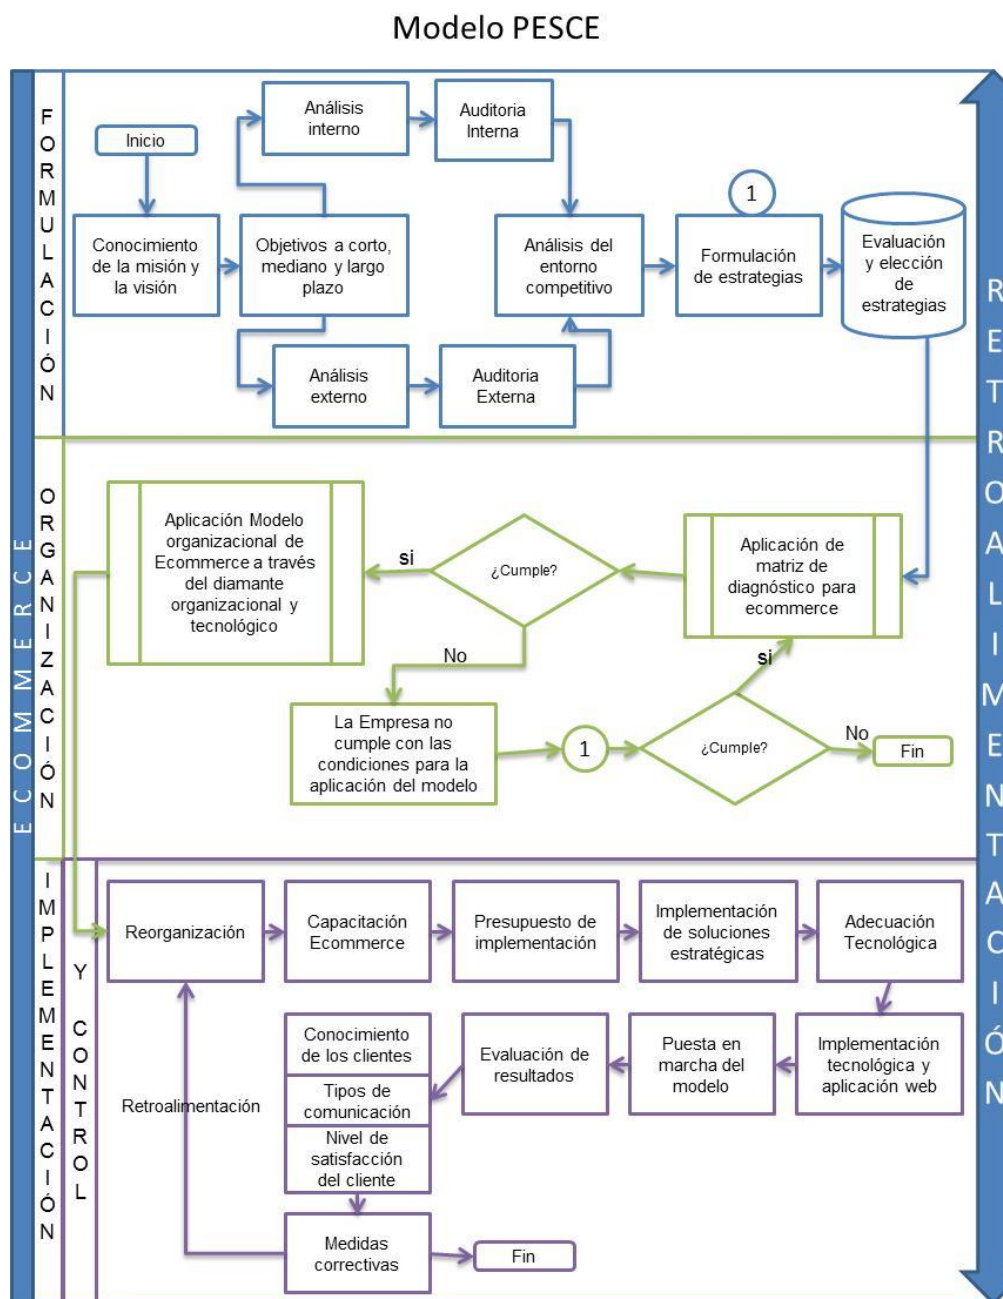 Modelo PESCE
ECOMMERCE
FORMULACIÓN
Inicio
Conocimiento
de la misión y
la visión
Objetivos a corto,
mediano y largo
plazo
Análisis
interno
Auditoria
Interna
Análisis
externo
Auditoria
Externa
Análisis del
entorno
competitivo
1
Formulación
de estrategias
Evaluación
y elección
de
estrategias
RETROALIMENTACIÓN
ORGANIZACIÓN
Aplicación de
matriz de
diagnóstico para
ecommerce
¿Cumple?
si
Aplicación Modelo
organizacional de
Ecommerce a través
del diamante
organizacional y
tecnológico
No
La Empresa no
cumple con las
condiciones para la
aplicación del modelo
1
¿Cumple?
si
No
Fin
IMPLEMENTACIÓN
Y CONTROL
Reorganización
Capacitación
Ecommerce
Presupuesto de
implementación
Implementación
de soluciones
estratégicas
Adecuación
Tecnológica
Implementación
tecnológica y
aplicación web
Puesta en
marcha del
modelo
Evaluación de
resultados
Conocimiento
de los clientes
Tipos de
comunicación
Nivel de
satisfacción
del cliente
Retroalimentación
Medidas
correctivas
Fin